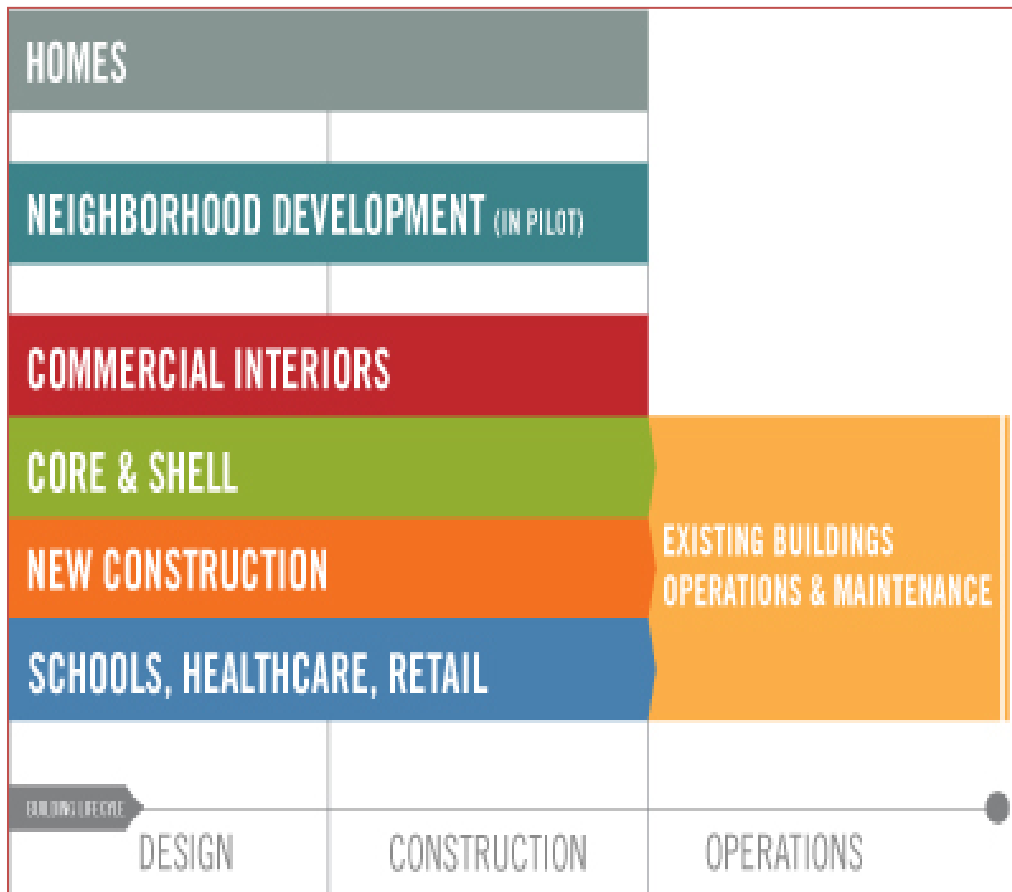 HOMES
NEIGHBORHOOD DEVELOPMENT (IN PILOT)
COMMERCIAL INTERIORS
CORE & SHELL
NEW CONSTRUCTION
EXISTING BUILDINGS
OPERATIONS & MAINTENANCE
SCHOOLS, HEALTHCARE, RETAIL
BUILDING LIFECYLE
DESIGN
CONSTRUCTION
OPERATIONS